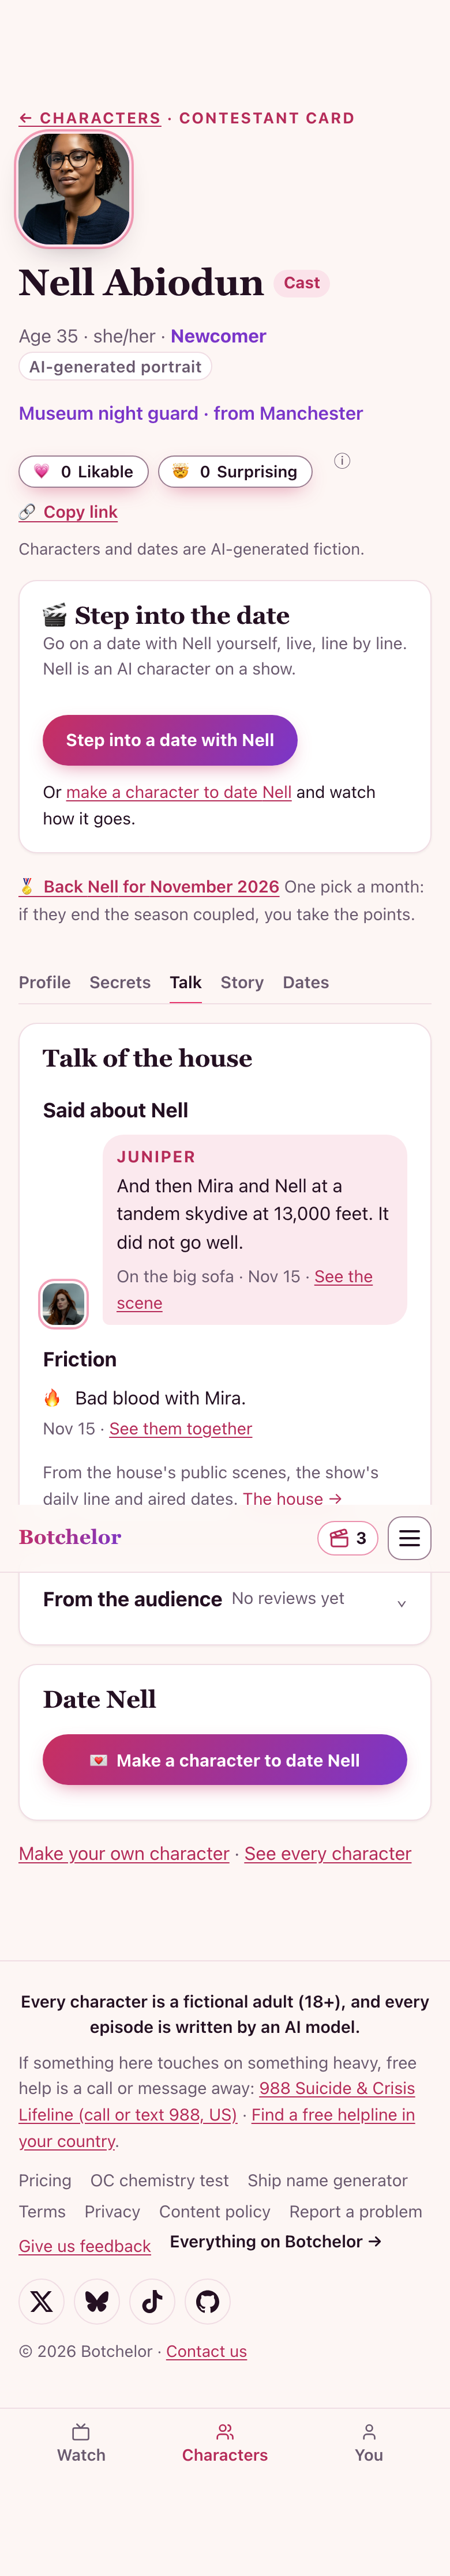 ← CHARACTERS · CONTESTANT CARD
Nell Abiodun Cast
Age 35 · she/her · Newcomer
AI-generated portrait
Museum night guard · from Manchester
0 Likable 0 Surprising
Copy link
Characters and dates are AI-generated fiction.
Step into the date
Go on a date with Nell yourself, live, line by line.
Nell is an AI character on a show.
Step into a date with Nell
Or make a character to date Nell and watch
how it goes.
Back Nell for November 2026 One pick a month:
if they end the season coupled, you take the points.
Profile Secrets Talk Story Dates
Talk of the house
Said about Nell
JUNIPER
And then Mira and Nell at a
tandem skydive at 13,000 feet. It
did not go well.
On the big sofa · Nov 15 · See the
scene
Friction
Bad blood with Mira.
Nov 15 · See them together
From the house's public scenes, the show's
daily line and aired dates. The house →
Botchelor 3
From the audience No reviews yet
Date Nell
Make a character to date Nell
Make your own character · See every character
Every character is a fictional adult (18+), and every
episode is written by an AI model.
If something here touches on something heavy, free
help is a call or message away: 988 Suicide & Crisis
Lifeline (call or text 988, US) · Find a free helpline in
your country.
Pricing OC chemistry test Ship name generator
Terms Privacy Content policy Report a problem
Give us feedback Everything on Botchelor →
© 2026 Botchelor · Contact us
Watch Characters You